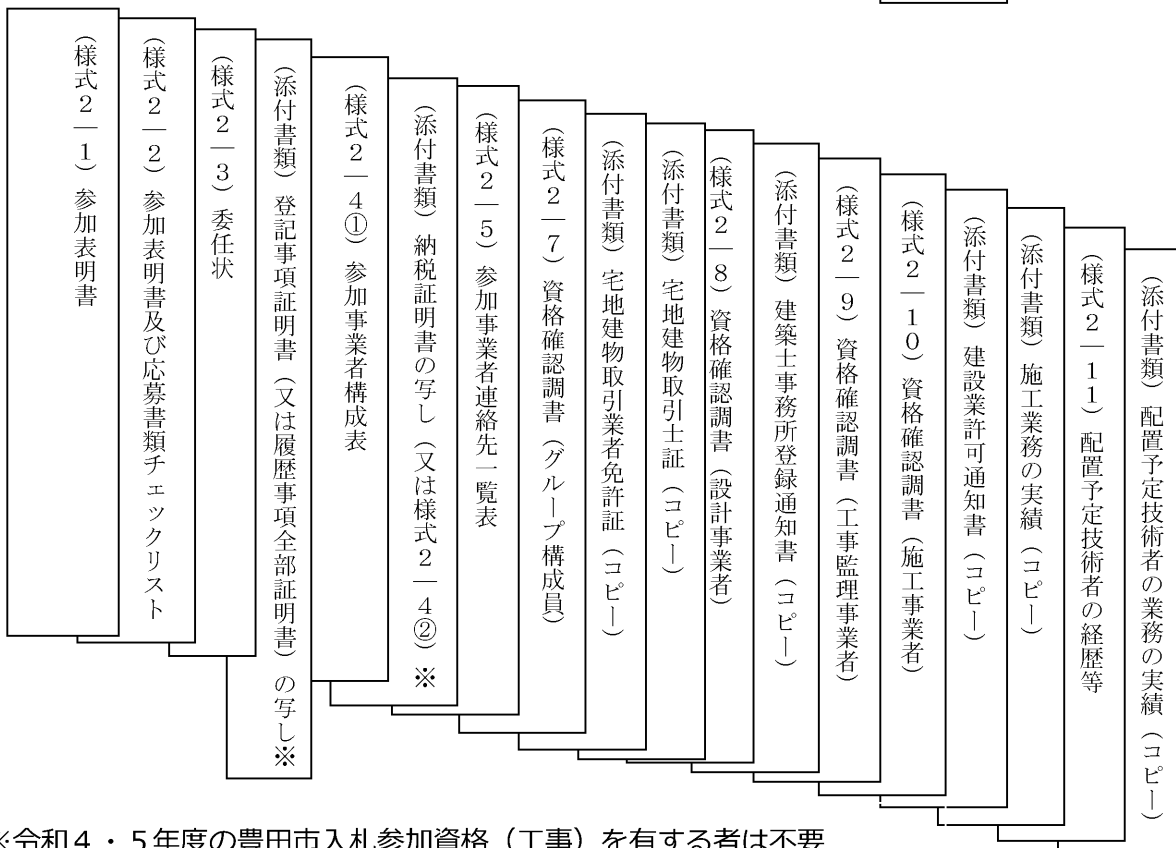 （様式２―１）参加表明書
（様式２―２）参加表明書及び応募書類チェックリスト
（様式２―３）委任状
（添付書類）登記事項証明書（又は履歴事項全部証明書）の写し※
（様式２―４①）参加事業者構成表
（添付書類）納税証明書の写し（又は様式２―４②）※
（様式２―５）参加事業者連絡先一覧表
（様式２―７）資格確認調書（グループ構成員）
（添付書類）宅地建物取引業者免許証（コピー）
（添付書類）宅地建物取引士証（コピー）
（様式２―８）資格確認調書（設計事業者）
（添付書類）建築士事務所登録通知書（コピー）
（様式２―９）資格確認調書（工事監理事業者）
（様式２―１０）資格確認調書（施工事業者）
（添付書類）建設業許可通知書（コピー）
（添付書類）施工業務の実績（コピー）
（様式２―１１）配置予定技術者の経歴等
（添付書類）配置予定技術者の業務の実績（コピー）
※令和４・５年度の豊田市入札参加資格（工事）を有する者は不要